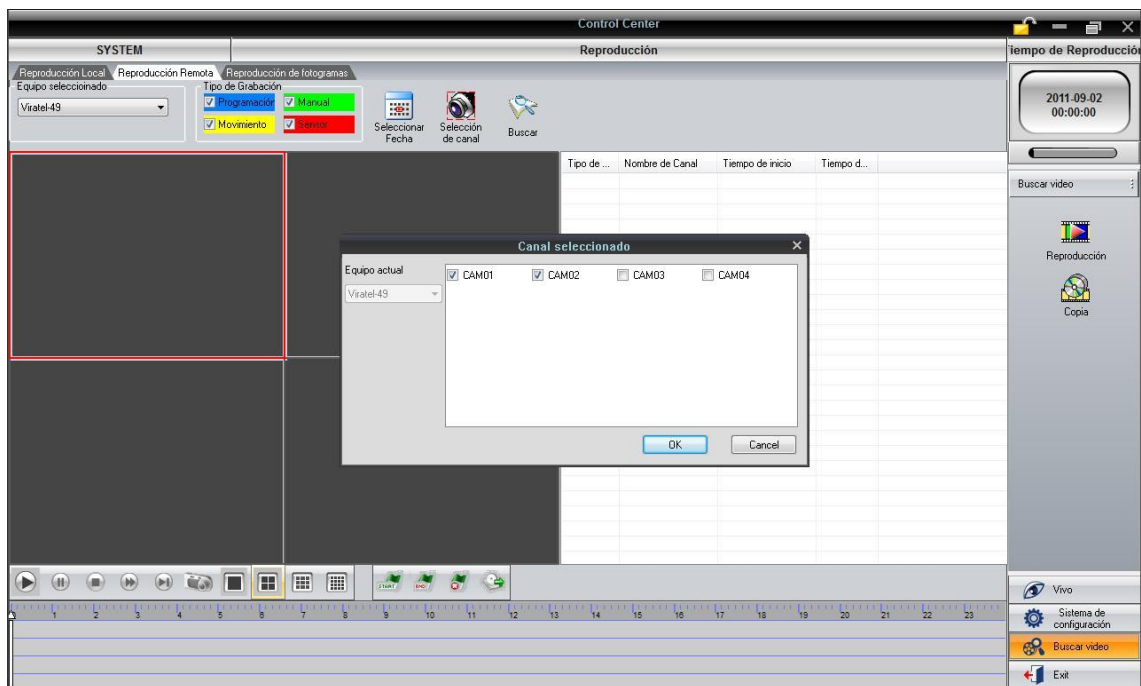 Control Center
SYSTEM
Reproducción
Tiempo de Reproducción
Reproducción Local
Reproducción Remota
Reproducción de fotogramas
Equipo seleccioinado
Viratel-49
Tipo de Grabación
Programación
Manual
Movimiento
Sensor
Seleccionar Fecha
Selección de canal
Buscar
2011-09-02
00:00:00
Tipo de ...
Nombre de Canal
Tiempo de inicio
Tiempo d...
Buscar video
Reproducción
Copia
Canal seleccionado
Equipo actual
Viratel-49
CAM01
CAM02
CAM03
CAM04
OK
Cancel
START
END
1 2 3 4 5 6 7 8 9 10 11 12 13 14 15 16 17 18 19 20 21 22 23
Vivo
Sistema de configuración
Buscar video
Exit